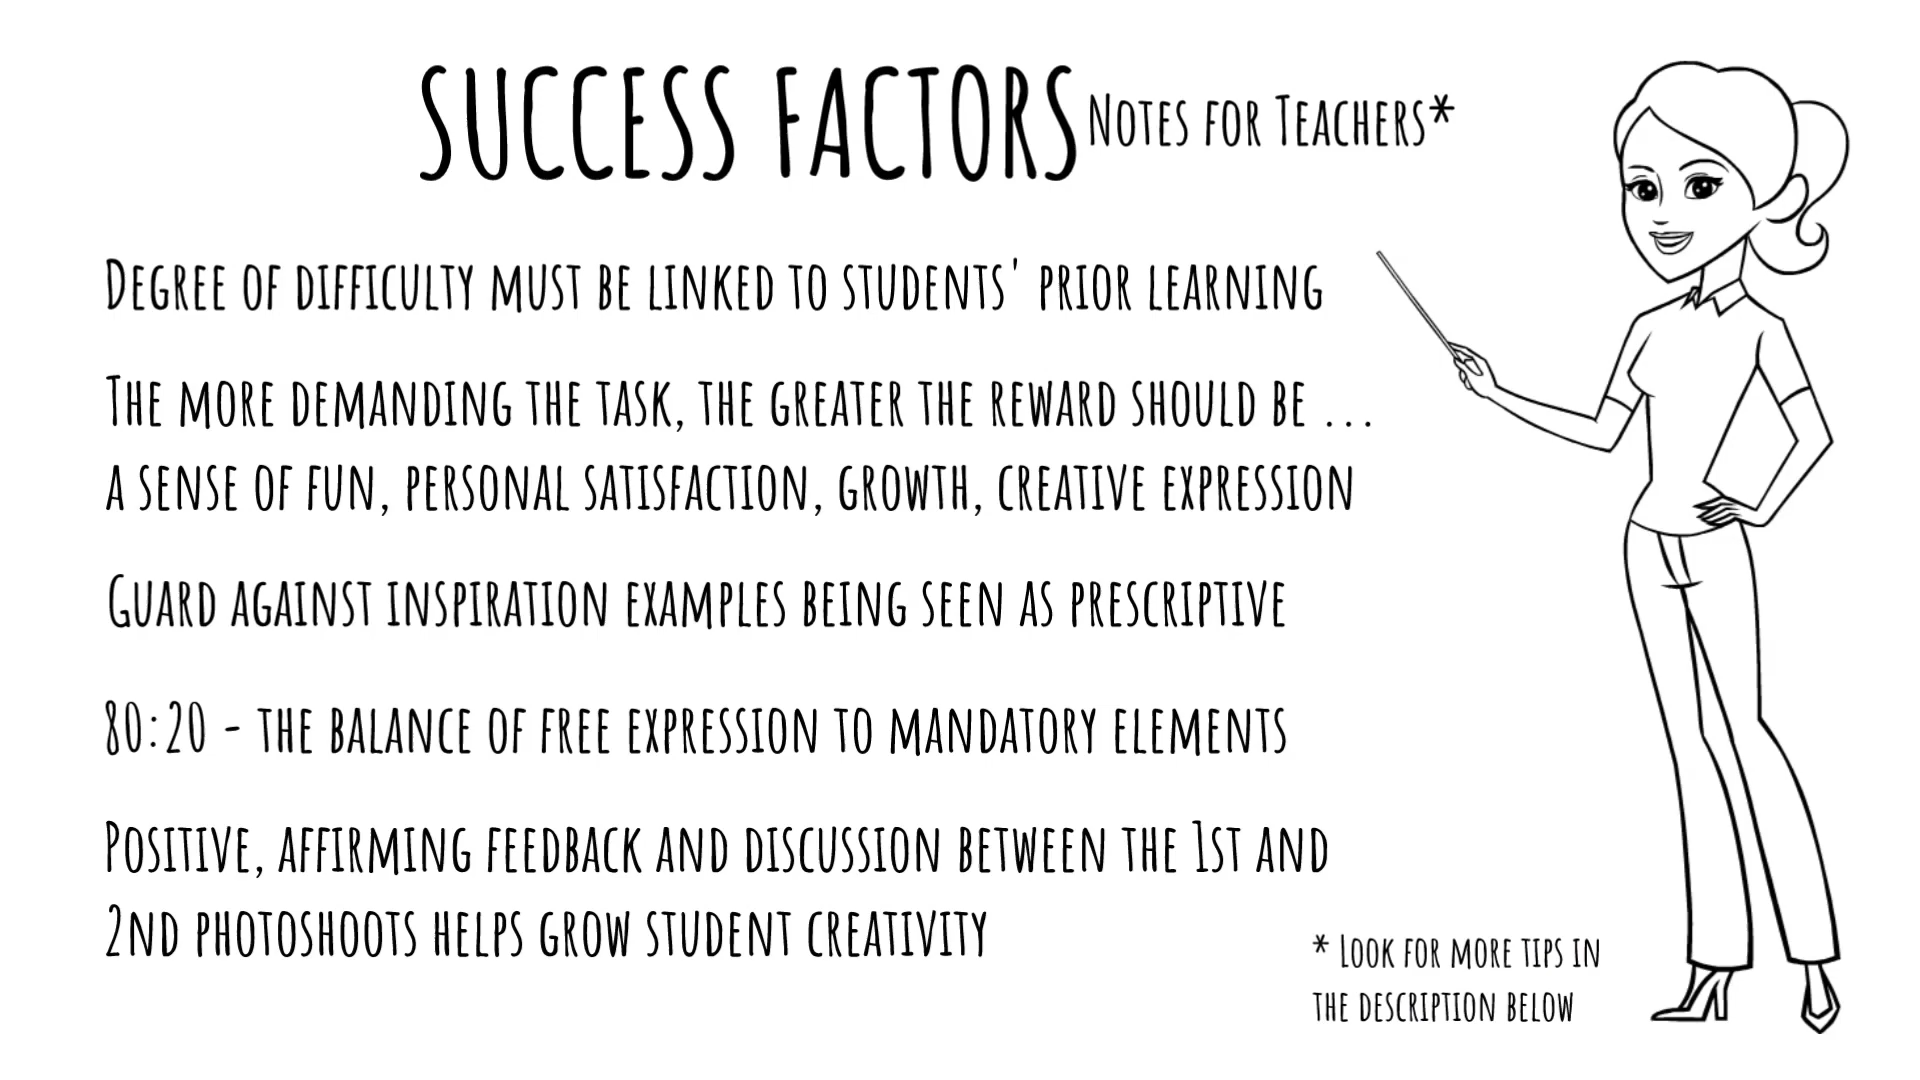 SUCCESS FACTORS NOTES FOR TEACHERS*
DEGREE OF DIFFICULTY MUST BE LINKED TO STUDENTS' PRIOR LEARNING
THE MORE DEMANDING THE TASK, THE GREATER THE REWARD SHOULD BE ...
A SENSE OF FUN, PERSONAL SATISFACTION, GROWTH, CREATIVE EXPRESSION
GUARD AGAINST INSPIRATION EXAMPLES BEING SEEN AS PRESCRIPTIVE
80:20 - THE BALANCE OF FREE EXPRESSION TO MANDATORY ELEMENTS
POSITIVE, AFFIRMING FEEDBACK AND DISCUSSION BETWEEN THE 1ST AND
2ND PHOTOSHOOTS HELPS GROW STUDENT CREATIVITY
* LOOK FOR MORE TIPS IN
THE DESCRIPTION BELOW